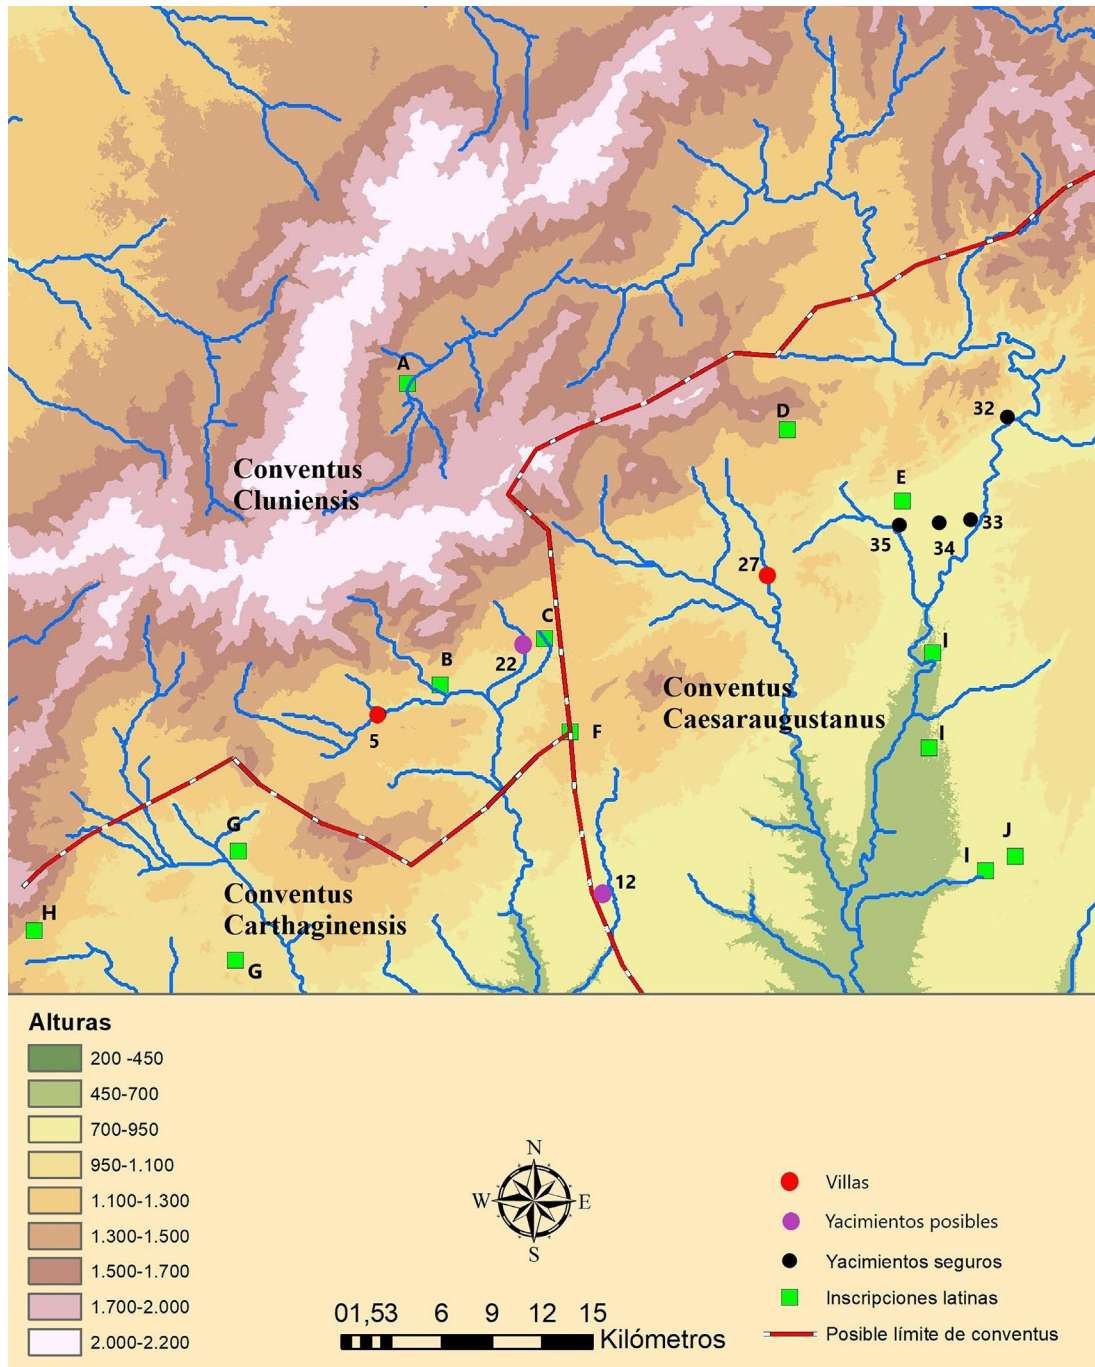 A
D
32
Conventus
Cluniensis
E
33
35
34
27
C
22
B
I
Conventus
Caesaraugustanus
5
F
I
G
J
I
12
Conventus
Carthaginensis
H
G
Alturas
200 -450
450-700
700-950
950-1.100
1.100-1.300
1.300-1.500
1.500-1.700
1.700-2.000
2.000-2.200
N
W E
S
01,53 6 9 12 15
Kilómetros
Villas
Yacimientos posibles
Yacimientos seguros
Inscripciones latinas
Posible límite de conventus